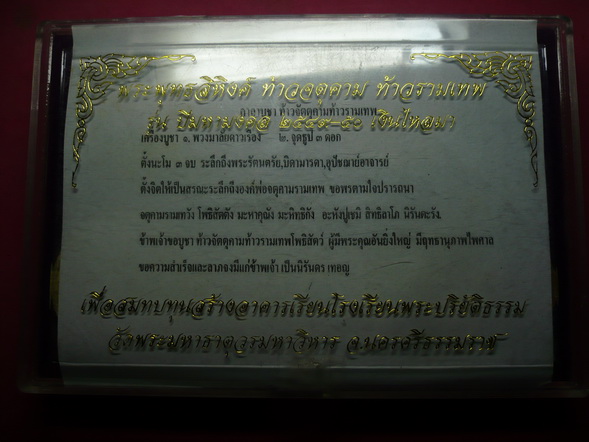 พระพุทธสิหิงค์ ท้าวจตุคาม ท้าวรามเทพ
คาถาบูชา ท้าวจตุคามท้าวรามเทพ
รุ่น ปีมหามงคล ๒๔๔๙-๕๐ เงินไหลมา
เครื่องบูชา ๑. พวงมาลัยดาวเรือง ๒. จุดธูป ๓ ดอก
ตั้งนะโม ๓ จบ ระลึกถึงพระรัตนตรัย,บิดามารดา,อุปัชฌาย์อาจารย์
ตั้งจิตให้เป็นสรณะระลึกถึงองค์พ่อจตุคามรามเทพ ขอพรตามใจปรารถนา
จตุคามรามเทวัง โพธิสัตตัง มะหาคุณัง มะหิทธิกัง อะหังปูเชมิ สิทธิลาโภ นิรันตะรัง.
ข้าพเจ้าขอบูชา ท้าวจตุคามท้าวรามเทพโพธิสัตว์ ผู้มีพระคุณอันยิ่งใหญ่ มีฤทธานุภาพไพศาล
ขอความสำเร็จและลาภจงมีแก่ข้าพเจ้า เป็นนิรันดร เทอญ
เพื่อสมทบทุนสร้างอาคารเรียนโรงเรียนพระปริยัติธรรม
วัดพระมหาธาตุวรมหาวิหาร จ.นครศรีธรรมราช